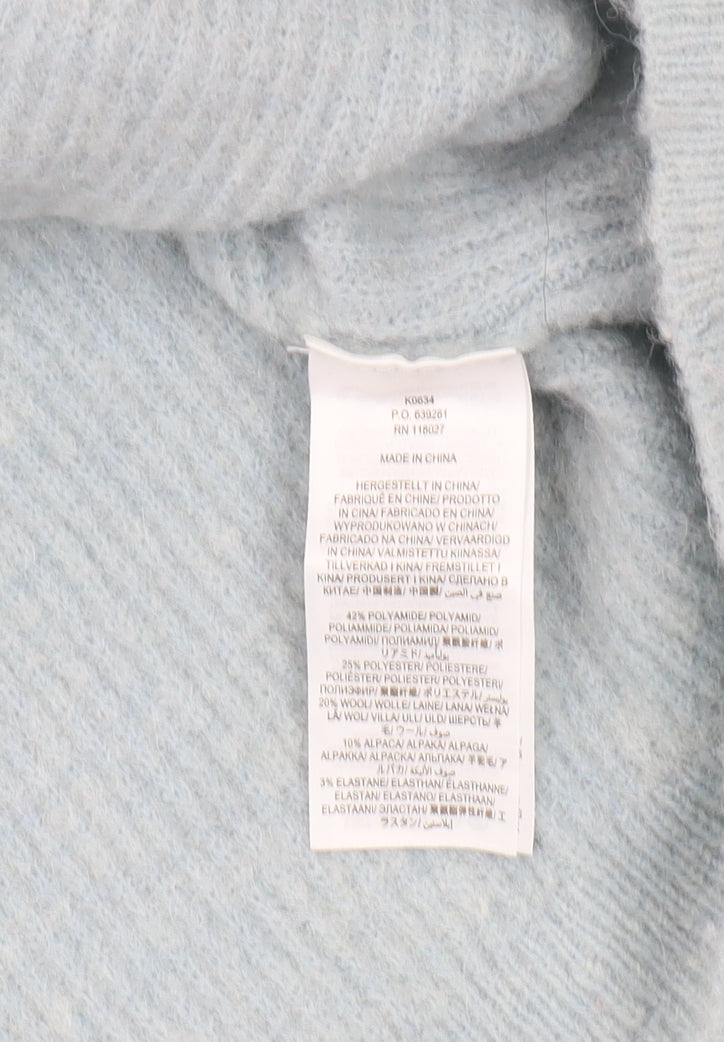 K0634
P.O. 639261
RN 116027
MADE IN CHINA
HERGESTELLT IN CHINA/
FABRIQUÉ EN CHINE/ PRODOTTO
IN CINA/ FABRICADO EN CHINA/
WYPRODUKOWANO W CHINACH/
FABRICADO NA CHINA/ VERVAARDIGD
IN CHINA/ VALMISTETTU KIINASSA/
TILLVERKAD I KINA/ FREMSTILLET I
KINA/ PRODUSERT I KINA/ СДЕЛАНО В
КИТАЕ/ 中国制造/ 中国製/ صنع في الصين
42% POLYAMIDE/ POLYAMID/
POLIAMMIDE/ POLIAMIDA/ POLIAMID/
POLYAMIDI/ ПОЛИАМИД/ 聚酰胺纤维/ ポ
リアミド/ بوليأميد
25% POLYESTER/ POLIESTERE/
POLIÉSTER/ POLIESTER/ POLYESTERI/
ПОЛИЭФИР/ 聚酯纤维/ ポリエステル/ بوليستر
20% WOOL/ WOLLE/ LAINE/ LANA/ WEŁNA/
LÃ/ WOL/ VILLA/ ULL/ ULD/ ШЕРСТЬ/ 羊
毛/ ウール/ صوف
10% ALPACA/ ALPAKA/ ALPAGA/
ALPAKKA/ ALPACKA/ АЛЬПАКА/ 羊驼毛/ ア
ルパカ/ صوف الألبكة
3% ELASTANE/ ELASTHAN/ ÉLASTHANNE/
ELASTAN/ ELASTANO/ ELASTHAAN/
ELASTAANI/ ЭЛАСТАН/ 聚氨酯弹性纤维/ エ
ラスタン/ إيلاستين